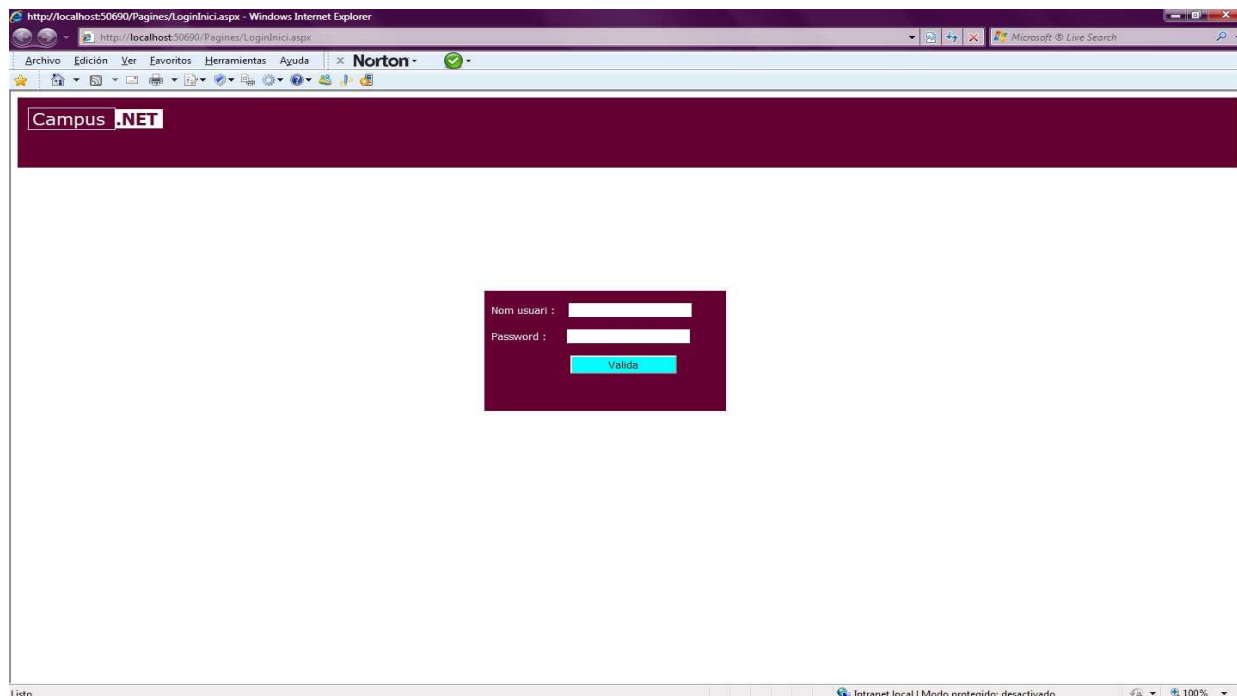 http://localhost:50690/Pagines/LoginInici.aspx - Windows Internet Explorer
http://localhost:50690/Pagines/LoginInici.aspx Microsoft ® Live Search
Archivo Edición Ver Favoritos Herramientas Ayuda × Norton
Campus .NET
Nom usuari :
Password :
Valida
Listo Intranet local | Modo protegido: desactivado 100%